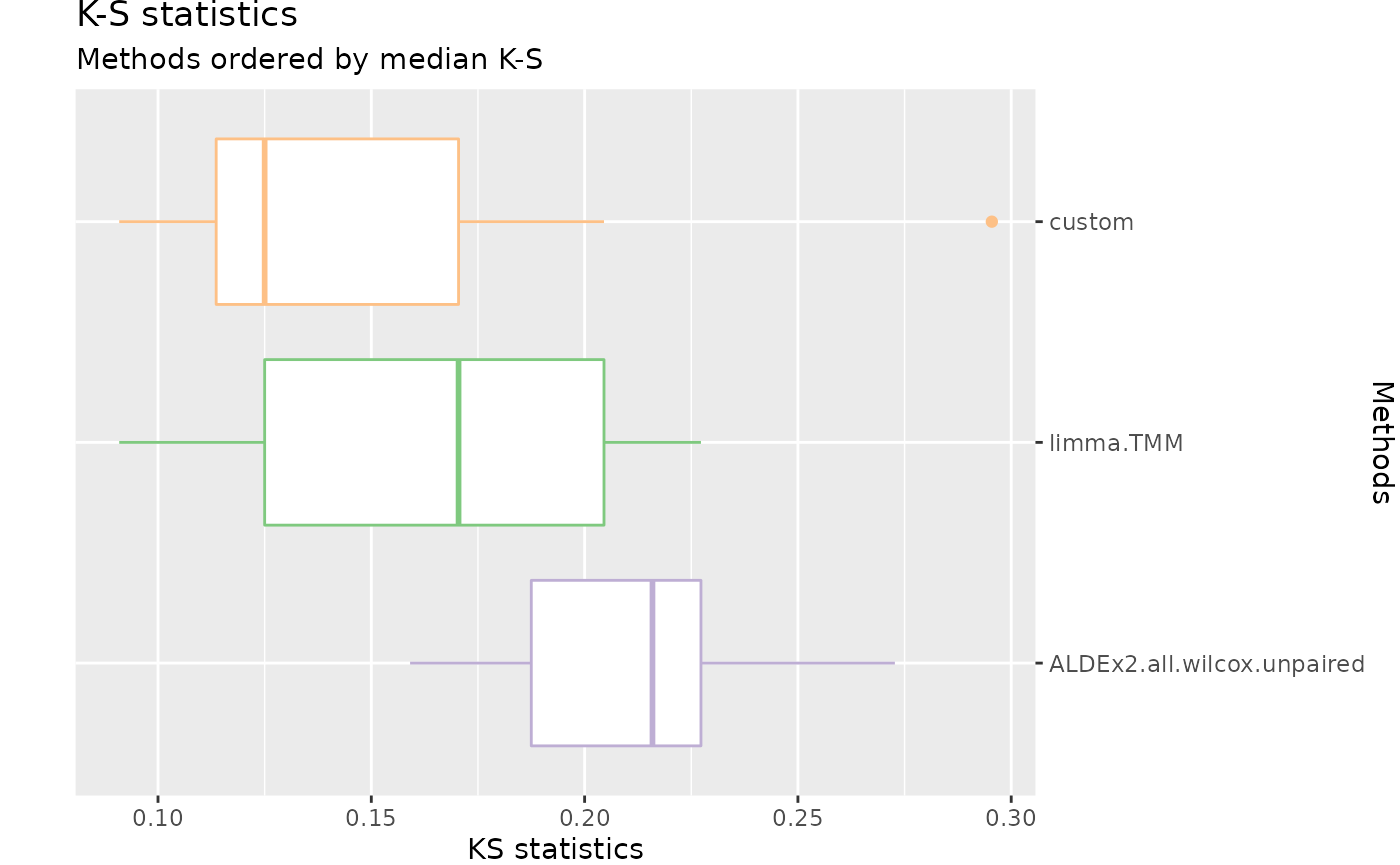 K-S statistics
Methods ordered by median K-S
custom
limma.TMM
ALDEx2.all.wilcox.unpaired
Methods
0.10 0.15 0.20 0.25 0.30
KS statistics